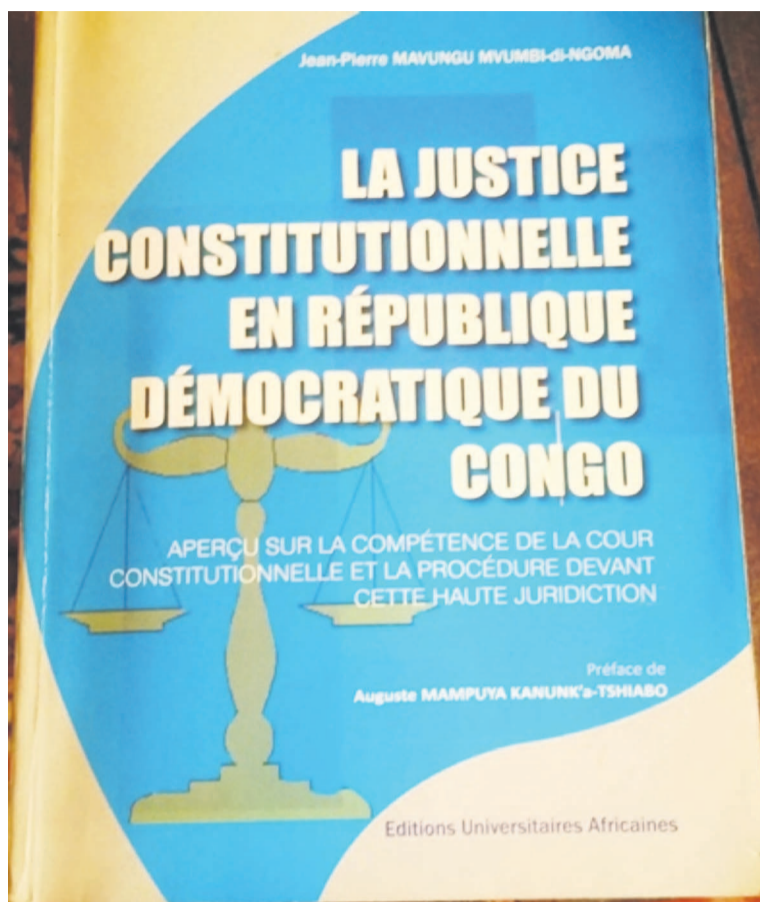 Jean-Pierre MAVUNGU MVUMBI-di-NGOMA
LA JUSTICE
CONSTITUTIONNELLE
EN RÉPUBLIQUE
DÉMOCRATIQUE DU
CONGO
APERÇU SUR LA COMPÉTENCE DE LA COUR
CONSTITUTIONNELLE ET LA PROCÉDURE DEVANT
CETTE HAUTE JURIDICTION
Préface de
Auguste MAMPUYA KANUNK'a-TSHIABO
Editions Universitaires Africaines